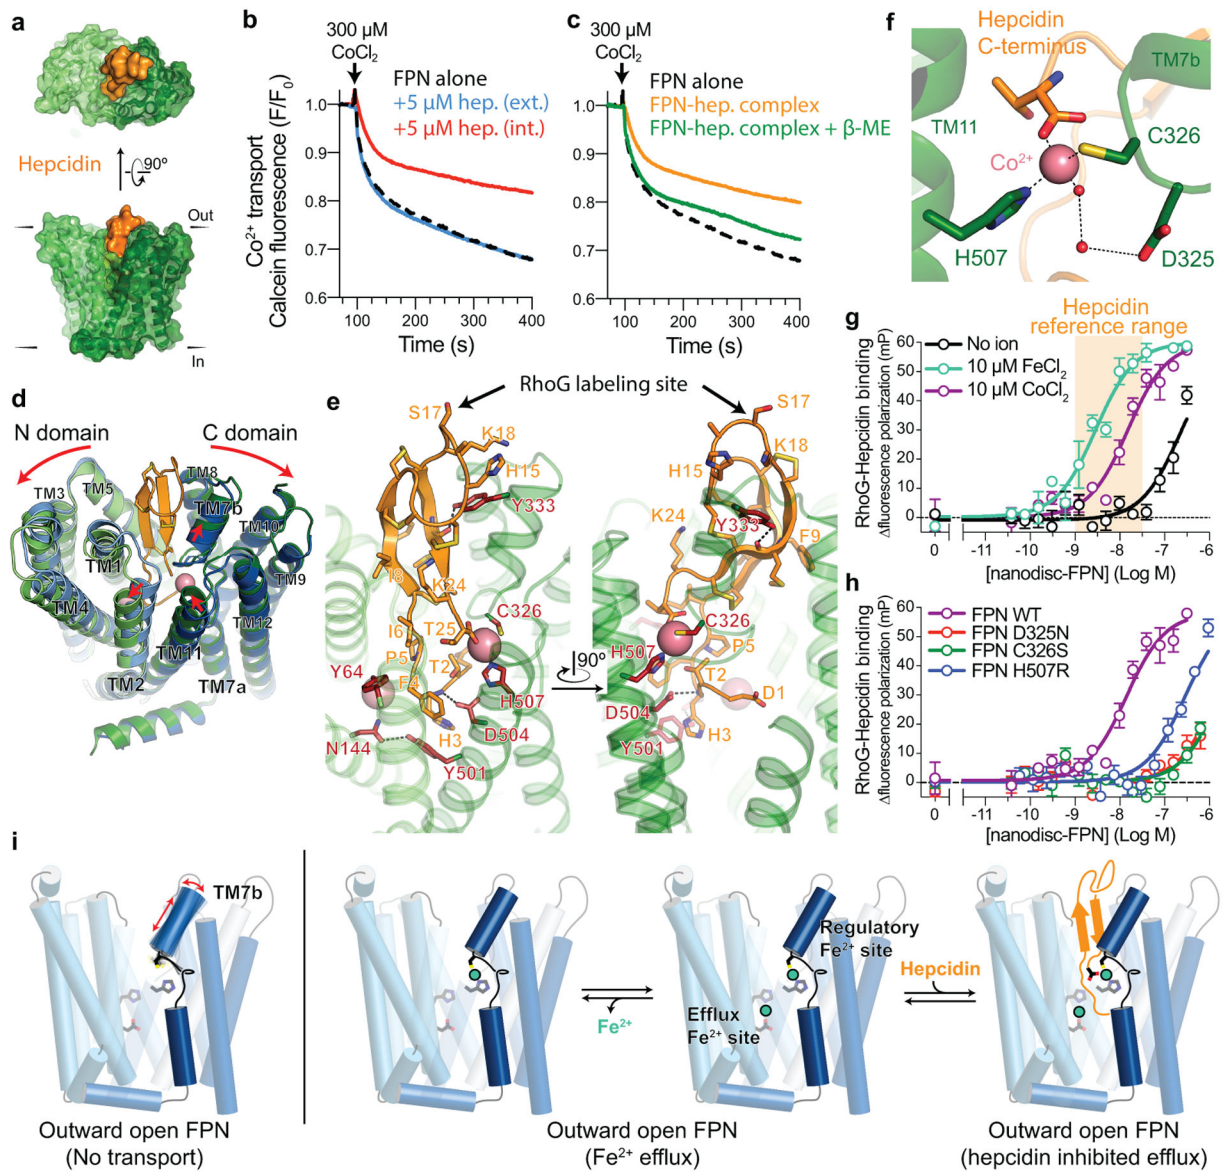 a
Hepcidin
90º
Out
In
b
300 µM
CoCl2
FPN alone
+5 µM hep. (ext.)
+5 µM hep. (int.)
Co2+ transport
Calcein fluorescence (F/F0)
1.0
0.9
0.8
0.7
0.6
100 200 300 400
Time (s)
c
300 µM
CoCl2
FPN alone
FPN-hep. complex
FPN-hep. complex + β-ME
1.0
0.9
0.8
0.7
0.6
100 200 300 400
Time (s)
f
Hepcidin
C-terminus
TM7b
TM11
C326
Co2+
H507
D325
d
N domain
C domain
TM3
TM5
TM8
TM7b
TM10
TM1
TM9
TM4
TM12
TM11
TM2
TM7a
e
RhoG labeling site
S17
K18
H15
Y333
I8
K24
C326
I6
T25
P5
T2
Y64
F4
H507
D504
N144
H3
Y501
90º
S17
K18
H15
K24
Y333
F9
C326
H507
P5
T2
D1
D504
H3
Y501
g
Hepcidin
reference range
RhoG-Hepcidin binding
Δfluorescence polarization (mP)
60
50
40
30
20
10
0
No ion
10 µM FeCl2
10 µM CoCl2
0 -11 -10 -9 -8 -7 -6
[nanodisc-FPN] (Log M)
h
RhoG-Hepcidin binding
Δfluorescence polarization (mP)
60
50
40
30
20
10
0
FPN WT
FPN D325N
FPN C326S
FPN H507R
0 -11 -10 -9 -8 -7 -6
[nanodisc-FPN] (Log M)
i
TM7b
Regulatory
Fe2+ site
Hepcidin
Fe2+
Efflux
Fe2+ site
Outward open FPN
(No transport)
Outward open FPN
(Fe2+ efflux)
Outward open FPN
(hepcidin inhibited efflux)